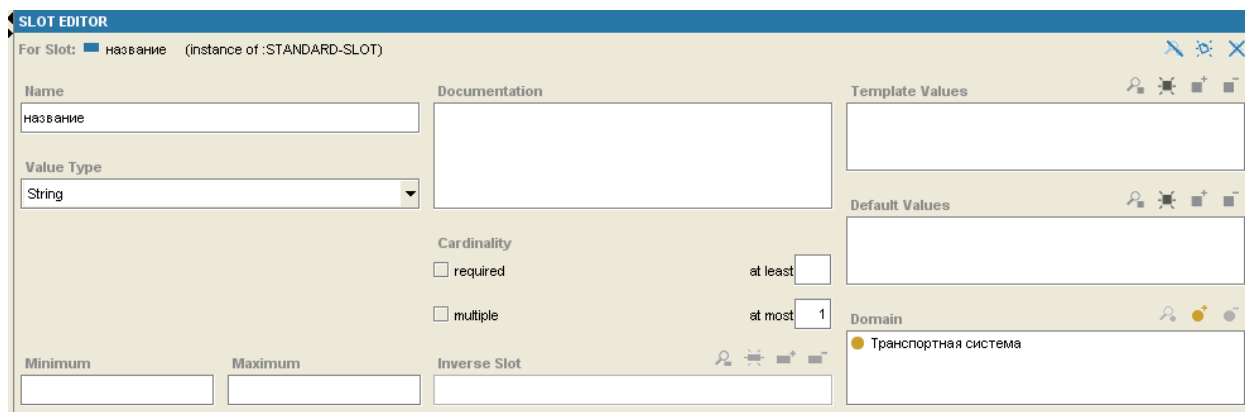 SLOT EDITOR
For Slot: название (instance of :STANDARD-SLOT)
Name
название
Value Type
String
Documentation
Cardinality
required
at least
multiple
at most 1
Minimum
Maximum
Inverse Slot
Template Values
Default Values
Domain
Транспортная система